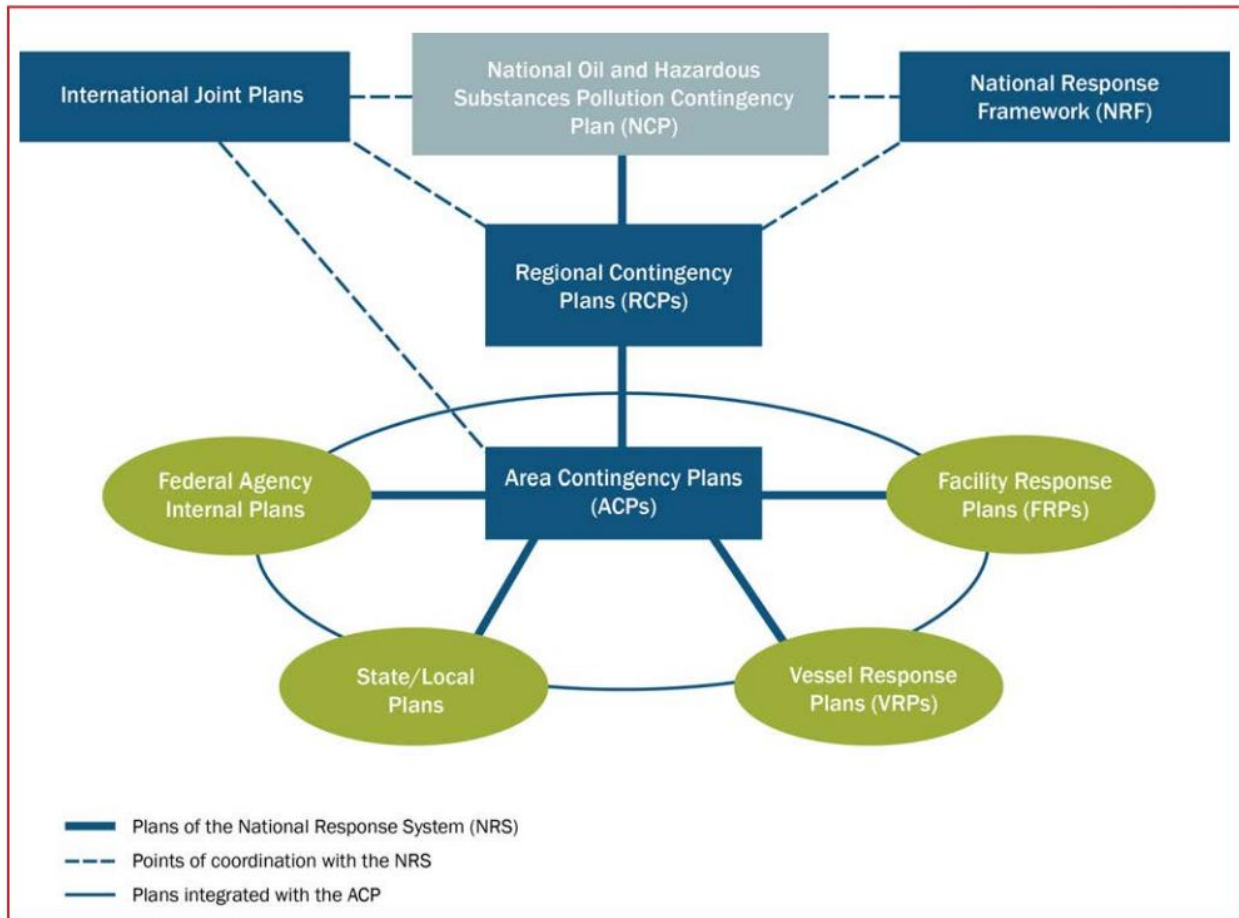 International Joint Plans
National Oil and Hazardous
Substances Pollution Contingency
Plan (NCP)
National Response
Framework (NRF)
Regional Contingency
Plans (RCPs)
Federal Agency
Internal Plans
Area Contingency Plans
(ACPs)
Facility Response
Plans (FRPs)
State/Local
Plans
Vessel Response
Plans (VRPs)
Plans of the National Response System (NRS)
Points of coordination with the NRS
Plans integrated with the ACP